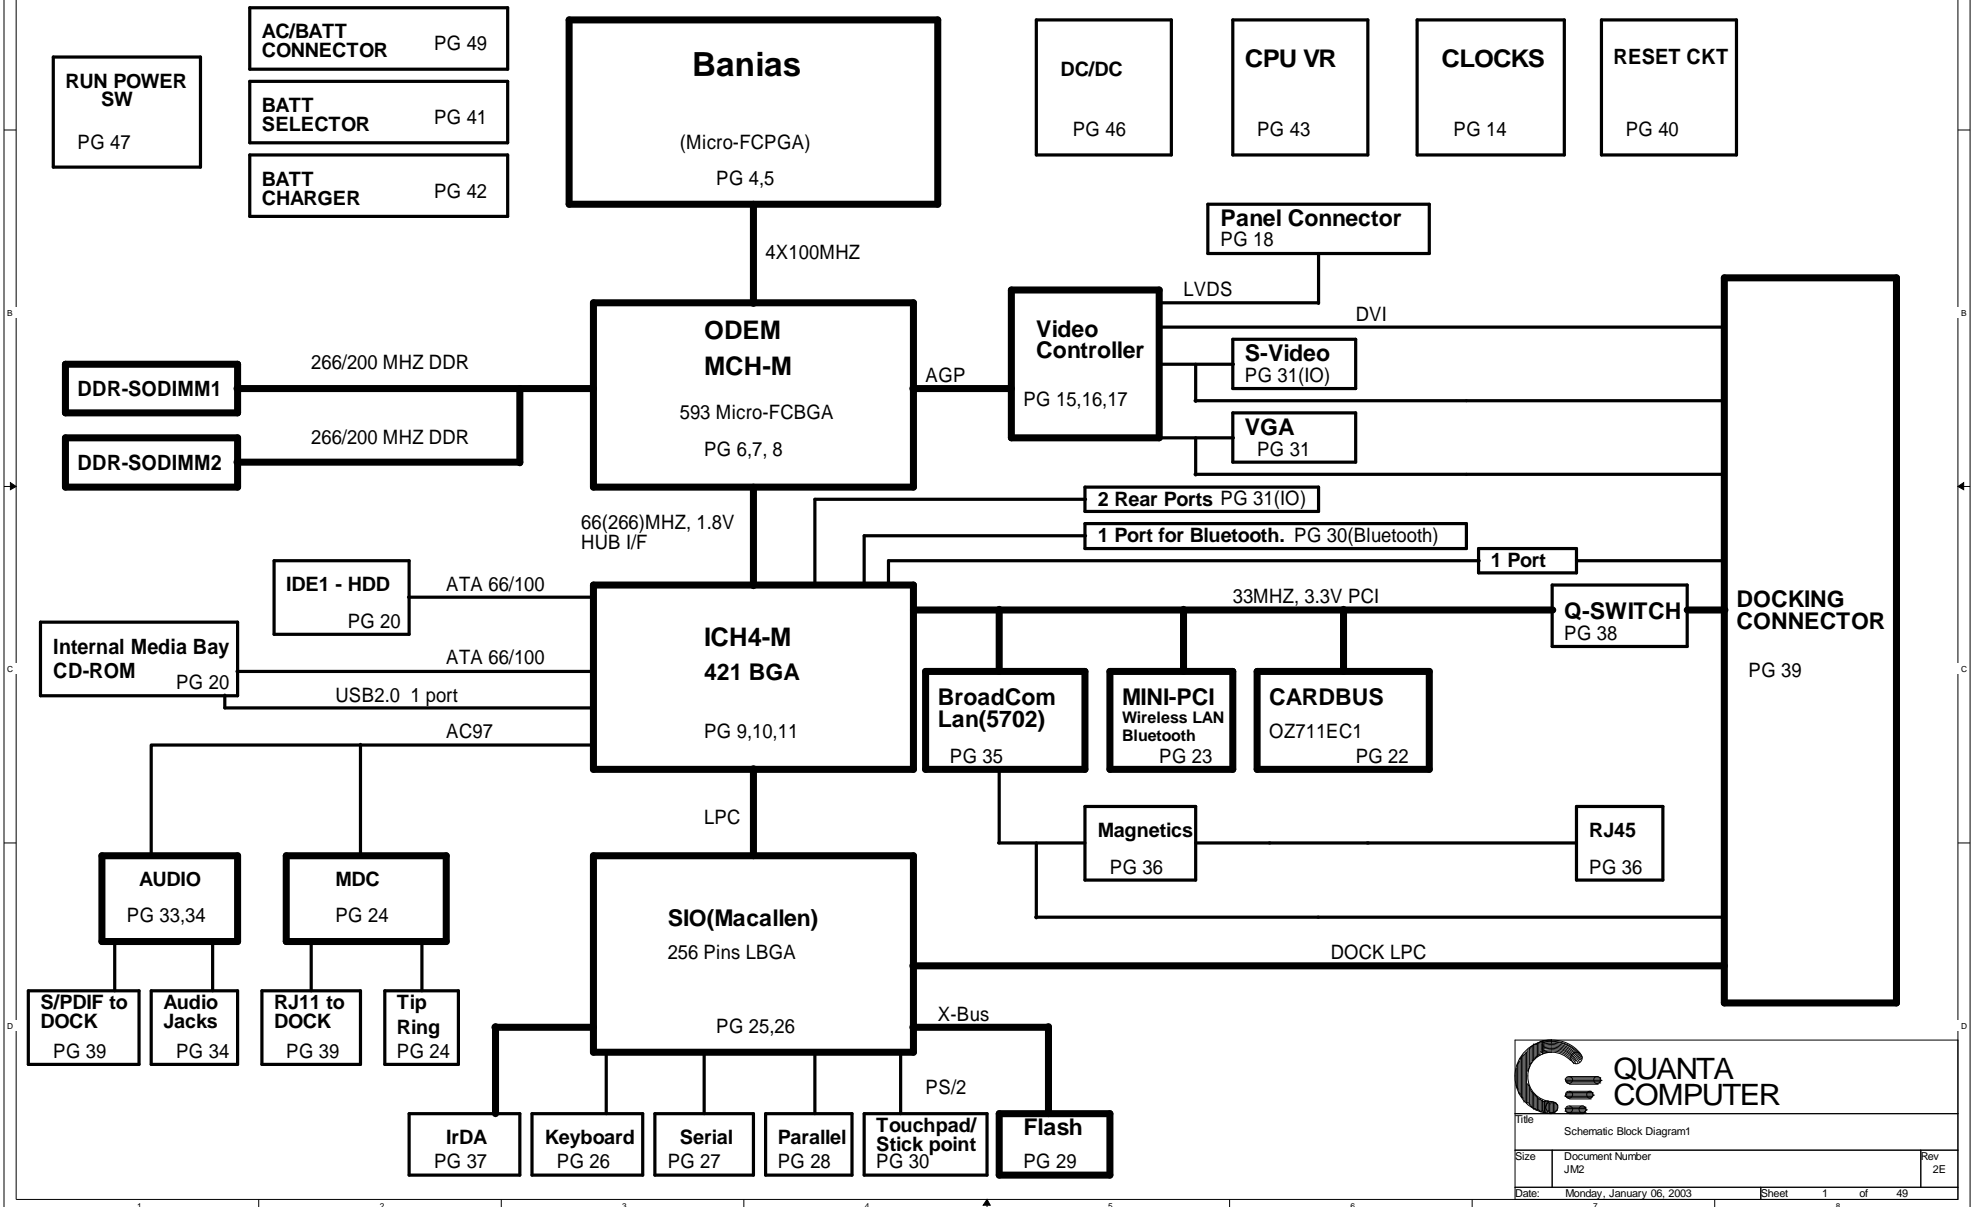 RUN POWER
SW
PG 47
AC/BATT
CONNECTOR
PG 49
BATT
SELECTOR
PG 41
BATT
CHARGER
PG 42
Banias
(Micro-FCPGA)
PG 4,5
DC/DC
PG 46
CPU VR
PG 43
CLOCKS
PG 14
RESET CKT
PG 40
4X100MHZ
Panel Connector
PG 18
LVDS
DVI
ODEM
MCH-M
593 Micro-FCBGA
PG 6,7, 8
266/200 MHZ DDR
DDR-SODIMM1
266/200 MHZ DDR
DDR-SODIMM2
AGP
Video
Controller
PG 15,16,17
S-Video
PG 31(IO)
VGA
PG 31
2 Rear Ports PG 31(IO)
1 Port for Bluetooth. PG 30(Bluetooth)
1 Port
66(266)MHZ, 1.8V
HUB I/F
IDE1 - HDD
PG 20
ATA 66/100
Internal Media Bay
CD-ROM
PG 20
ATA 66/100
USB2.0 1 port
AC97
ICH4-M
421 BGA
PG 9,10,11
33MHZ, 3.3V PCI
Q-SWITCH
PG 38
DOCKING
CONNECTOR
PG 39
BroadCom
Lan(5702)
PG 35
MINI-PCI
Wireless LAN
Bluetooth
PG 23
CARDBUS
OZ711EC1
PG 22
LPC
Magnetics
PG 36
RJ45
PG 36
AUDIO
PG 33,34
MDC
PG 24
SIO(Macallen)
256 Pins LBGA
PG 25,26
DOCK LPC
X-Bus
PS/2
S/PDIF to
DOCK
PG 39
Audio
Jacks
PG 34
RJ11 to
DOCK
PG 39
Tip
Ring
PG 24
IrDA
PG 37
Keyboard
PG 26
Serial
PG 27
Parallel
PG 28
Touchpad/
Stick point
PG 30
Flash
PG 29
QUANTA
COMPUTER
Title
Schematic Block Diagram1
Size
Document Number
JM2
Rev
2E
Date:
Monday, January 06, 2003
Sheet 1 of 49
B
C
D
B
C
D
1 2 3 4 5 6 7 8